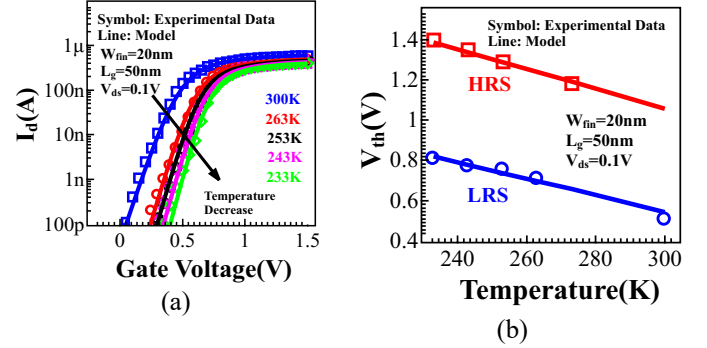 Symbol: Experimental Data
Line: Model
W_fin=20nm
L_g=50nm
V_ds=0.1V
300K
263K
253K
243K
233K
Temperature
Decrease
I_d(A)
1μ
100n
10n
1n
100p
0.0
0.5
1.0
1.5
Gate Voltage(V)
(a)
Symbol: Experimental Data
Line: Model
HRS
W_fin=20nm
L_g=50nm
V_ds=0.1V
LRS
V_th(V)
1.4
1.2
1.0
0.8
0.6
0.4
240
260
280
300
Temperature(K)
(b)